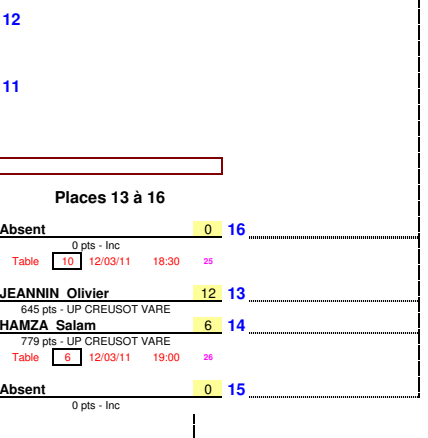 12
11
Places 13 à 16
Absent 0 16
0 pts - Inc
Table 10 12/03/11 18:30 25
JEANNIN Olivier 12 13
645 pts - UP CREUSOT VARE
HAMZA Salam 6 14
779 pts - UP CREUSOT VARE
Table 6 12/03/11 19:00 26
Absent 0 15
0 pts - Inc